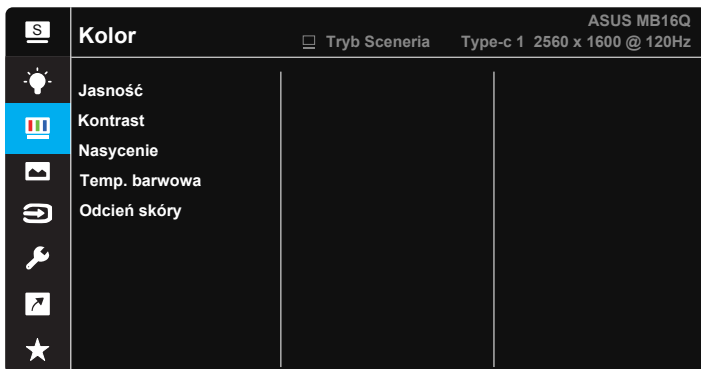 S
Kolor
Tryb Sceneria
ASUS MB16Q
Type-c 1 2560 x 1600 @ 120Hz
Jasność
Kontrast
Nasycenie
Temp. barwowa
Odcień skóry